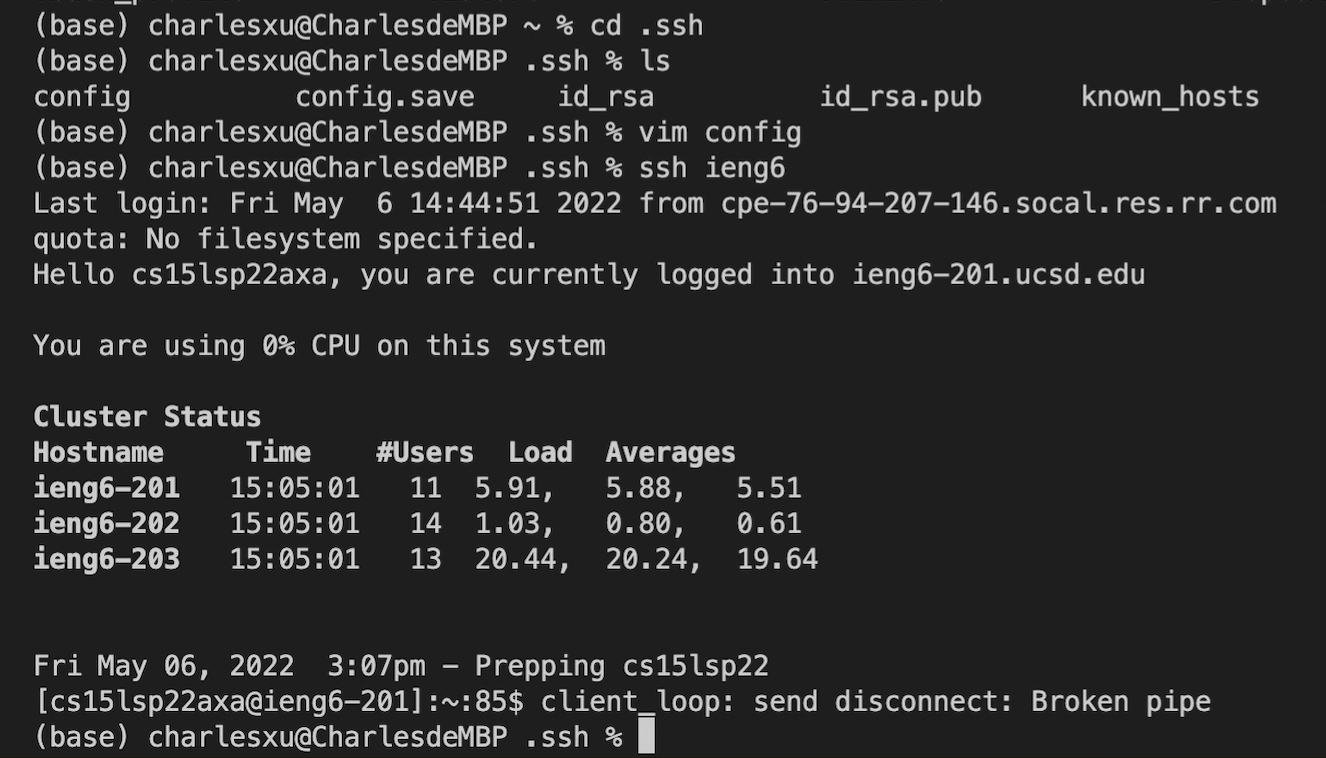 (base) charlesxu@CharlesdeMBP ~ % cd .ssh
(base) charlesxu@CharlesdeMBP .ssh % ls
config          config.save     id_rsa          id_rsa.pub      known_hosts
(base) charlesxu@CharlesdeMBP .ssh % vim config
(base) charlesxu@CharlesdeMBP .ssh % ssh ieng6
Last login: Fri May  6 14:44:51 2022 from cpe-76-94-207-146.socal.res.rr.com
quota: No filesystem specified.
Hello cs15lsp22axa, you are currently logged into ieng6-201.ucsd.edu
You are using 0% CPU on this system
Cluster Status
Hostname     Time    #Users  Load  Averages
ieng6-201   15:05:01   11  5.91,   5.88,   5.51
ieng6-202   15:05:01   14  1.03,   0.80,   0.61
ieng6-203   15:05:01   13  20.44,  20.24,  19.64
Fri May 06, 2022  3:07pm - Prepping cs15lsp22
[cs15lsp22axa@ieng6-201]:~:85$ client_loop: send disconnect: Broken pipe
(base) charlesxu@CharlesdeMBP .ssh %